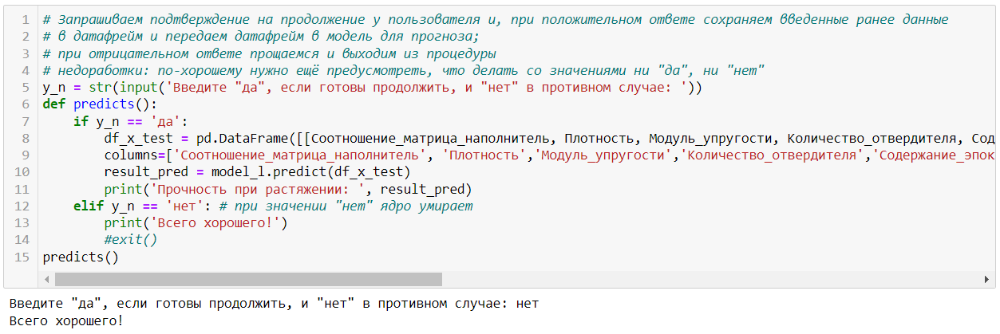 1 # Запрашиваем подтверждение на продолжение у пользователя и, при положительном ответе сохраняем введенные ранее данные
2 # в датафрейм и передаем датафрейм в модель для прогноза;
3 # при отрицательном ответе прощаемся и выходим из процедуры
4 # недоработки: по-хорошему нужно ещё предусмотреть, что делать со значениями ни "да", ни "нет"
5 y_n = str(input('Введите "да", если готовы продолжить, и "нет" в противном случае: '))
6 def predicts():
7     if y_n == 'да':
8         df_x_test = pd.DataFrame([[Соотношение_матрица_наполнитель, Плотность, Модуль_упругости, Количество_отвердителя, Сод
9         columns=['Соотношение_матрица_наполнитель', 'Плотность','Модуль_упругости','Количество_отвердителя','Содержание_эпок
10         result_pred = model_l.predict(df_x_test)
11         print('Прочность при растяжении: ', result_pred)
12     elif y_n == 'нет': # при значении "нет" ядро умирает
13         print('Всего хорошего!')
14         #exit()
15 predicts()
Введите "да", если готовы продолжить, и "нет" в противном случае: нет
Всего хорошего!